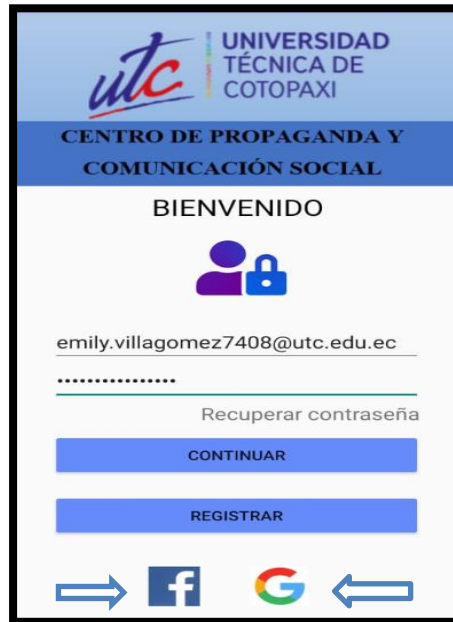 utc
UNIVERSIDAD
TÉCNICA DE
COTOPAXI
CENTRO DE PROPAGANDA Y
COMUNICACIÓN SOCIAL
BIENVENIDO
emily.villagomez7408@utc.edu.ec
................
Recuperar contraseña
CONTINUAR
REGISTRAR
f G